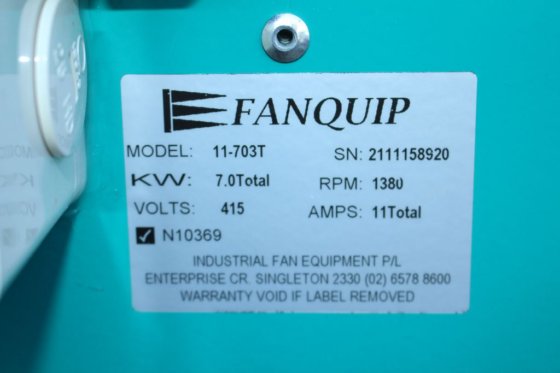 FANQUIP
MODEL: 11-703T SN: 2111158920
KW: 7.0Total RPM: 1380
VOLTS: 415 AMPS: 11Total
N10369
INDUSTRIAL FAN EQUIPMENT P/L
ENTERPRISE CR. SINGLETON 2330 (02) 6578 8600
WARRANTY VOID IF LABEL REMOVED